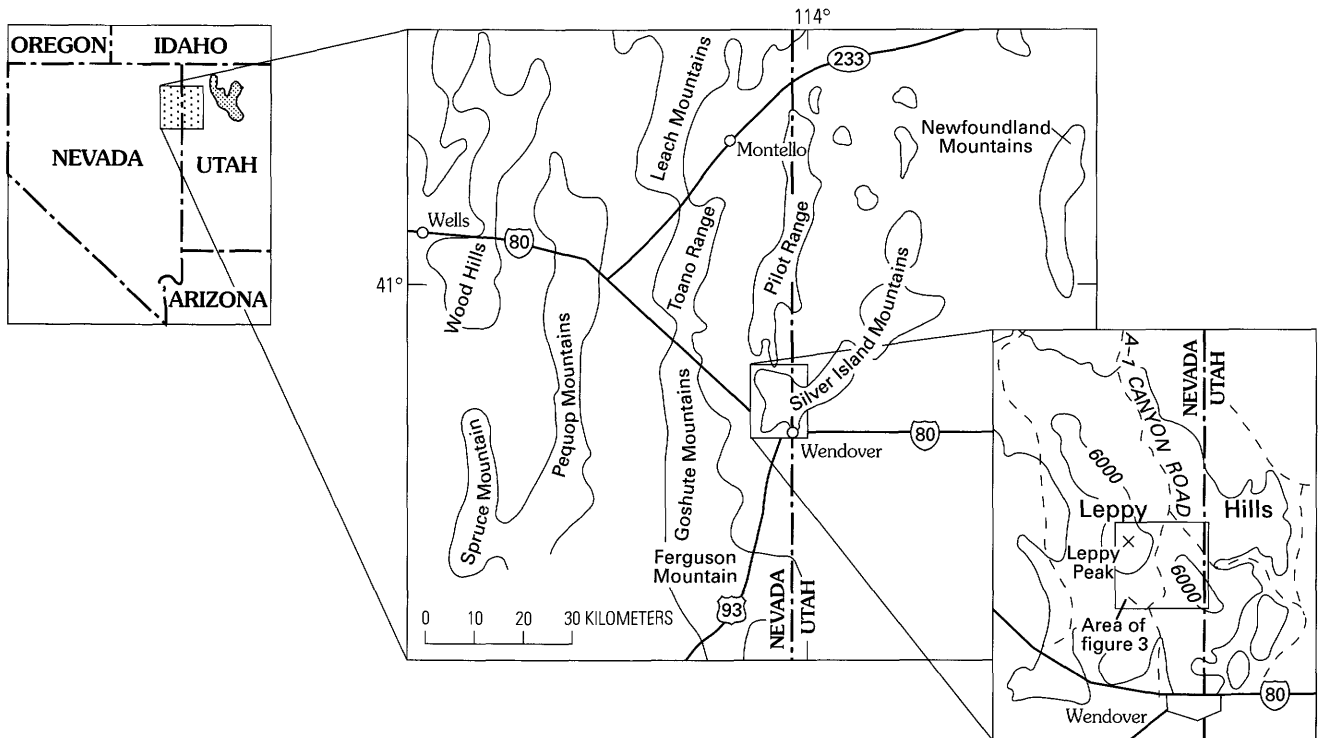 OREGON
IDAHO
NEVADA
UTAH
ARIZONA
114°
233
Leach Mountains
Montello
Newfoundland
Mountains
Wells
80
Wood Hills
41°
Toano Range
Pilot Range
Silver Island Mountains
Pequop Mountains
Spruce Mountain
Goshute Mountains
Wendover
80
Ferguson
Mountain
93
NEVADA
UTAH
0 10 20 30 KILOMETERS
A-1 CANYON ROAD
NEVADA
UTAH
6000
Leppy Hills
Leppy
Peak
6000
Area of
figure 3
Wendover
80